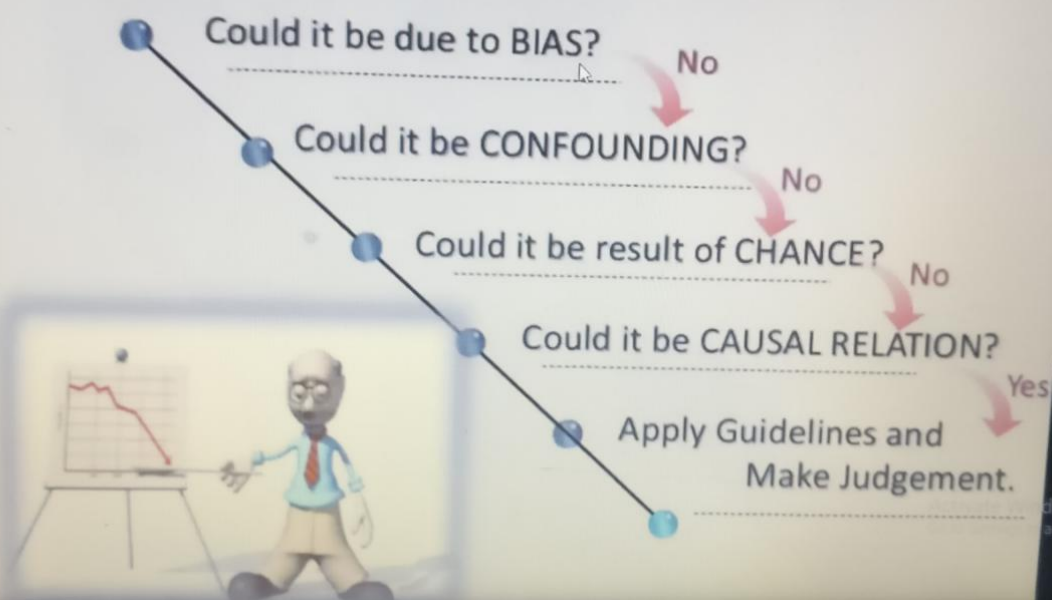 Could it be due to BIAS?
No
Could it be CONFOUNDING?
No
Could it be result of CHANCE?
No
Could it be CAUSAL RELATION?
Yes
Apply Guidelines and
Make Judgement.